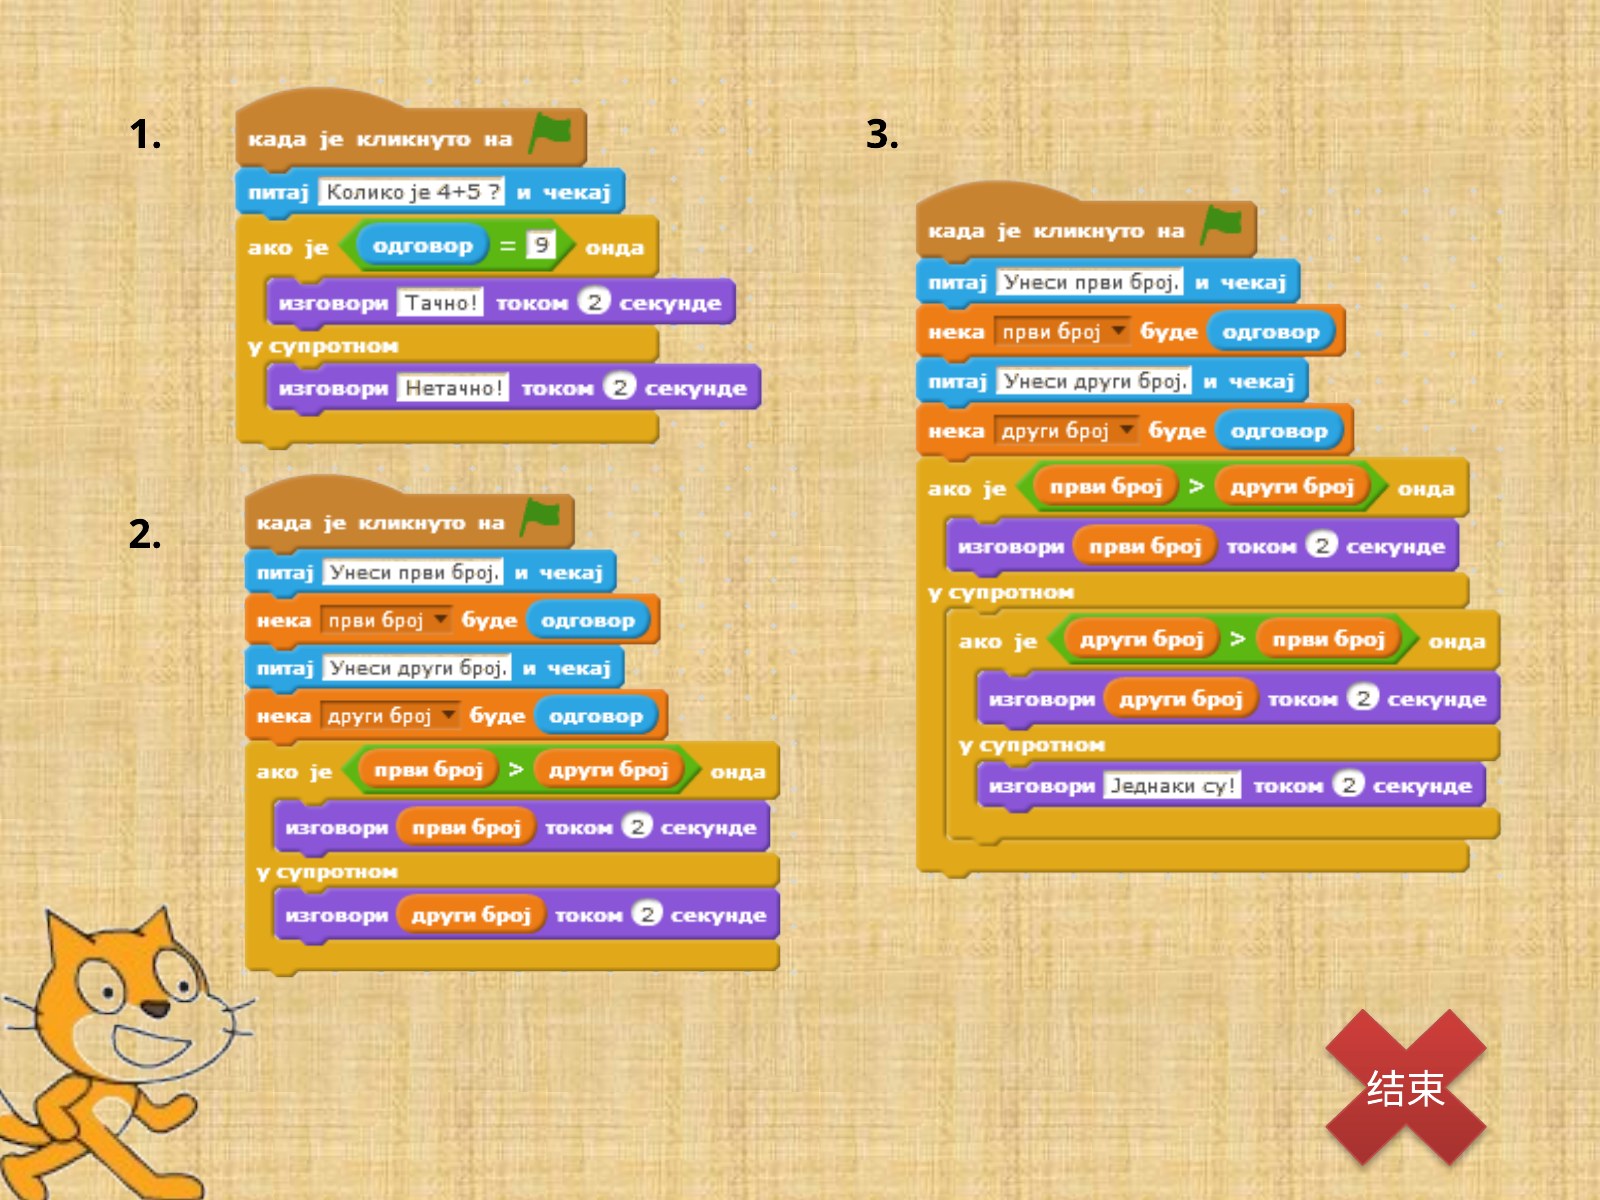 1.
када је кликнуто на
питај Колико је 4+5 ? и чекај
ако је одговор = 9 онда
изговори Тачно! током 2 секунде
у супротном
изговори Нетачно! током 2 секунде
2.
када је кликнуто на
питај Унеси први број. и чекај
нека први број буде одговор
питај Унеси други број. и чекај
нека други број буде одговор
ако је први број > други број онда
изговори први број током 2 секунде
у супротном
изговори други број током 2 секунде
3.
када је кликнуто на
питај Унеси први број. и чекај
нека први број буде одговор
питај Унеси други број. и чекај
нека други број буде одговор
ако је први број > други број онда
изговори први број током 2 секунде
у супротном
ако је други број > први број онда
изговори други број током 2 секунде
у супротном
изговори Једнаки су! током 2 секунде
结束